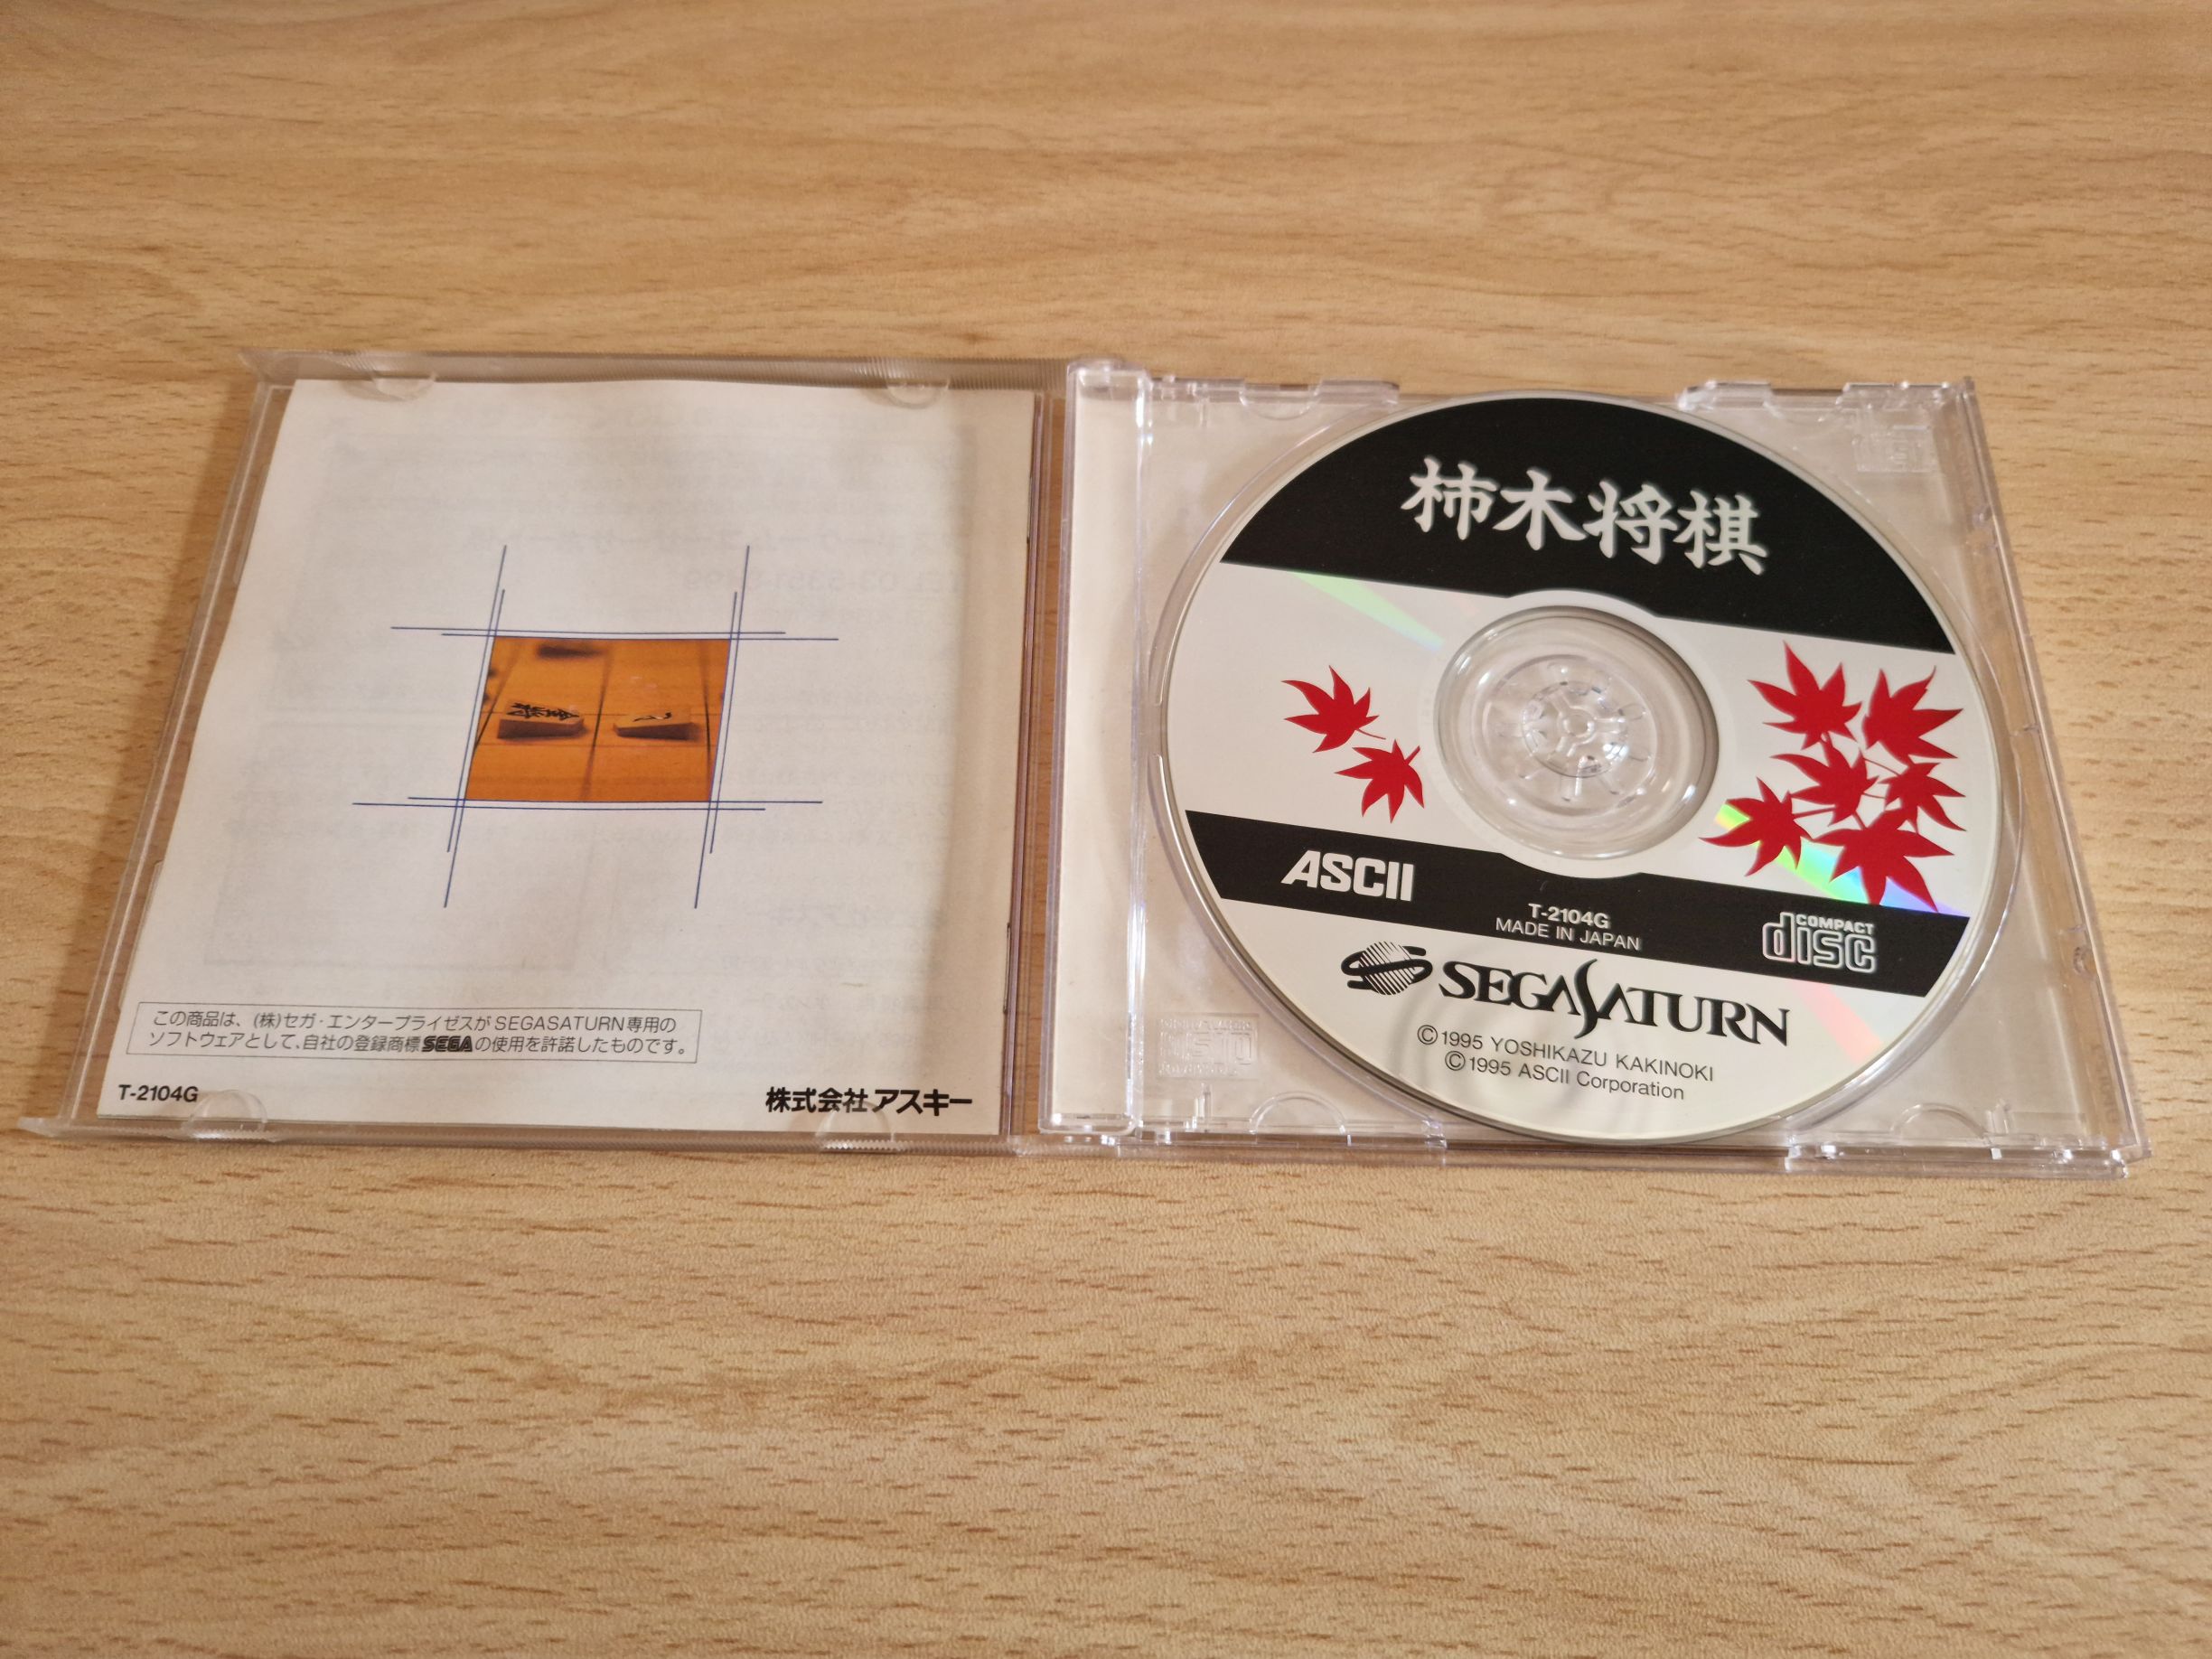 この商品は、(株)セガ・エンタープライゼスがSEGASATURN専用の
ソフトウェアとして、自社の登録商標SEGAの使用を許諾したものです。
T-2104G
株式会社アスキー
柿木将棋
ASCII
T-2104G
MADE IN JAPAN
COMPACT
disc
SEGASATURN
©1995 YOSHIKAZU KAKINOKI
©1995 ASCII Corporation